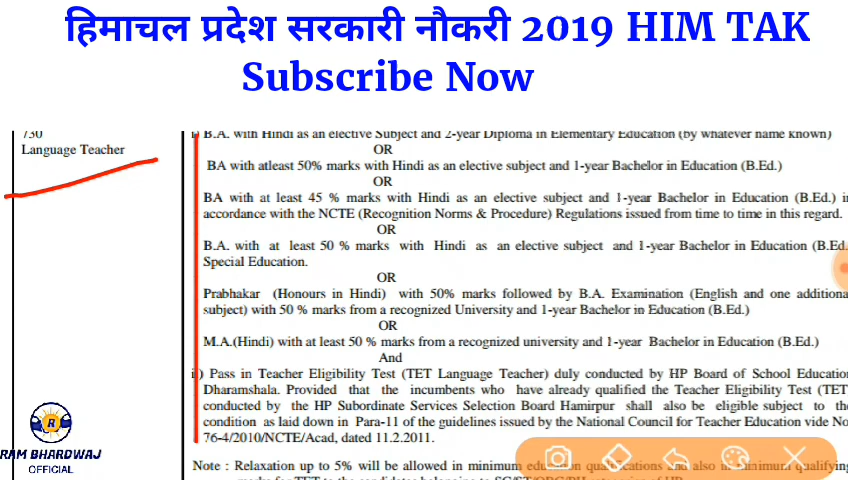 हिमाचल प्रदेश सरकारी नौकरी 2019 HIM TAK
Subscribe Now
730
Language Teacher
i) B.A. with Hindi as an elective Subject and 2-year Diploma in Elementary Education (by whatever name known)
OR
BA with atleast 50% marks with Hindi as an elective subject and 1-year Bachelor in Education (B.Ed.)
OR
BA with at least 45 % marks with Hindi as an elective subject and 1-year Bachelor in Education (B.Ed.) in
accordance with the NCTE (Recognition Norms & Procedure) Regulations issued from time to time in this regard.
OR
B.A. with at least 50 % marks with Hindi as an elective subject and 1-year Bachelor in Education (B.Ed.
Special Education.
OR
Prabhakar (Honours in Hindi) with 50% marks followed by B.A. Examination (English and one additional
subject) with 50 % marks from a recognized University and 1-year Bachelor in Education (B.Ed.)
OR
M.A.(Hindi) with at least 50 % marks from a recognized university and 1-year Bachelor in Education (B.Ed.)
And
ii) Pass in Teacher Eligibility Test (TET Language Teacher) duly conducted by HP Board of School Education
Dharamshala. Provided that the incumbents who have already qualified the Teacher Eligibility Test (TET
conducted by the HP Subordinate Services Selection Board Hamirpur shall also be eligible subject to the
condition as laid down in Para-11 of the guidelines issued by the National Council for Teacher Education vide No
76-4/2010/NCTE/Acad, dated 11.2.2011.
Note : Relaxation up to 5% will be allowed in minimum education qualifications and also in minimum qualifying
R
RAM BHARDWAJ
OFFICIAL